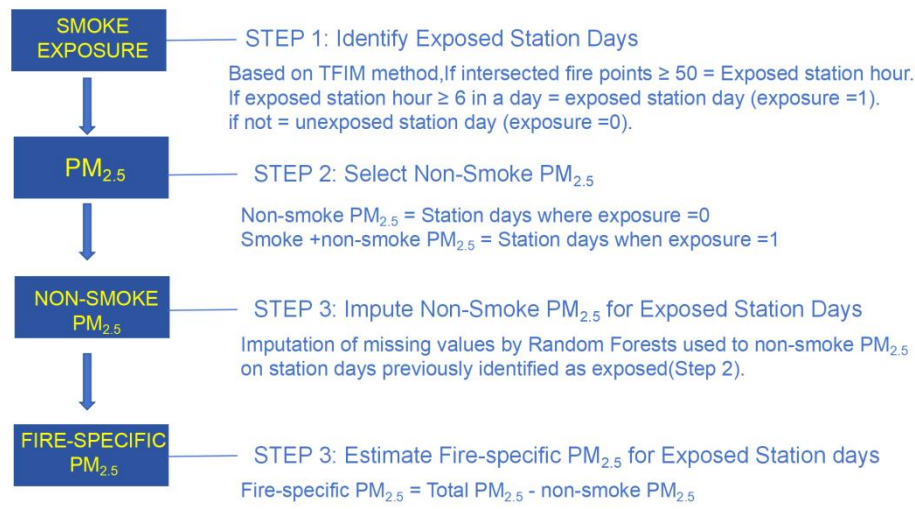 SMOKE
EXPOSURE
STEP 1: Identify Exposed Station Days
Based on TFIM method,If intersected fire points ≥ 50 = Exposed station hour.
If exposed station hour ≥ 6 in a day = exposed station day (exposure =1).
if not = unexposed station day (exposure =0).
PM2.5
STEP 2: Select Non-Smoke PM2.5
Non-smoke PM2.5 = Station days where exposure =0
Smoke +non-smoke PM2.5 = Station days when exposure =1
NON-SMOKE
PM2.5
STEP 3: Impute Non-Smoke PM2.5 for Exposed Station Days
Imputation of missing values by Random Forests used to non-smoke PM2.5
on station days previously identified as exposed(Step 2).
FIRE-SPECIFIC
PM2.5
STEP 3: Estimate Fire-specific PM2.5 for Exposed Station days
Fire-specific PM2.5 = Total PM2.5 - non-smoke PM2.5